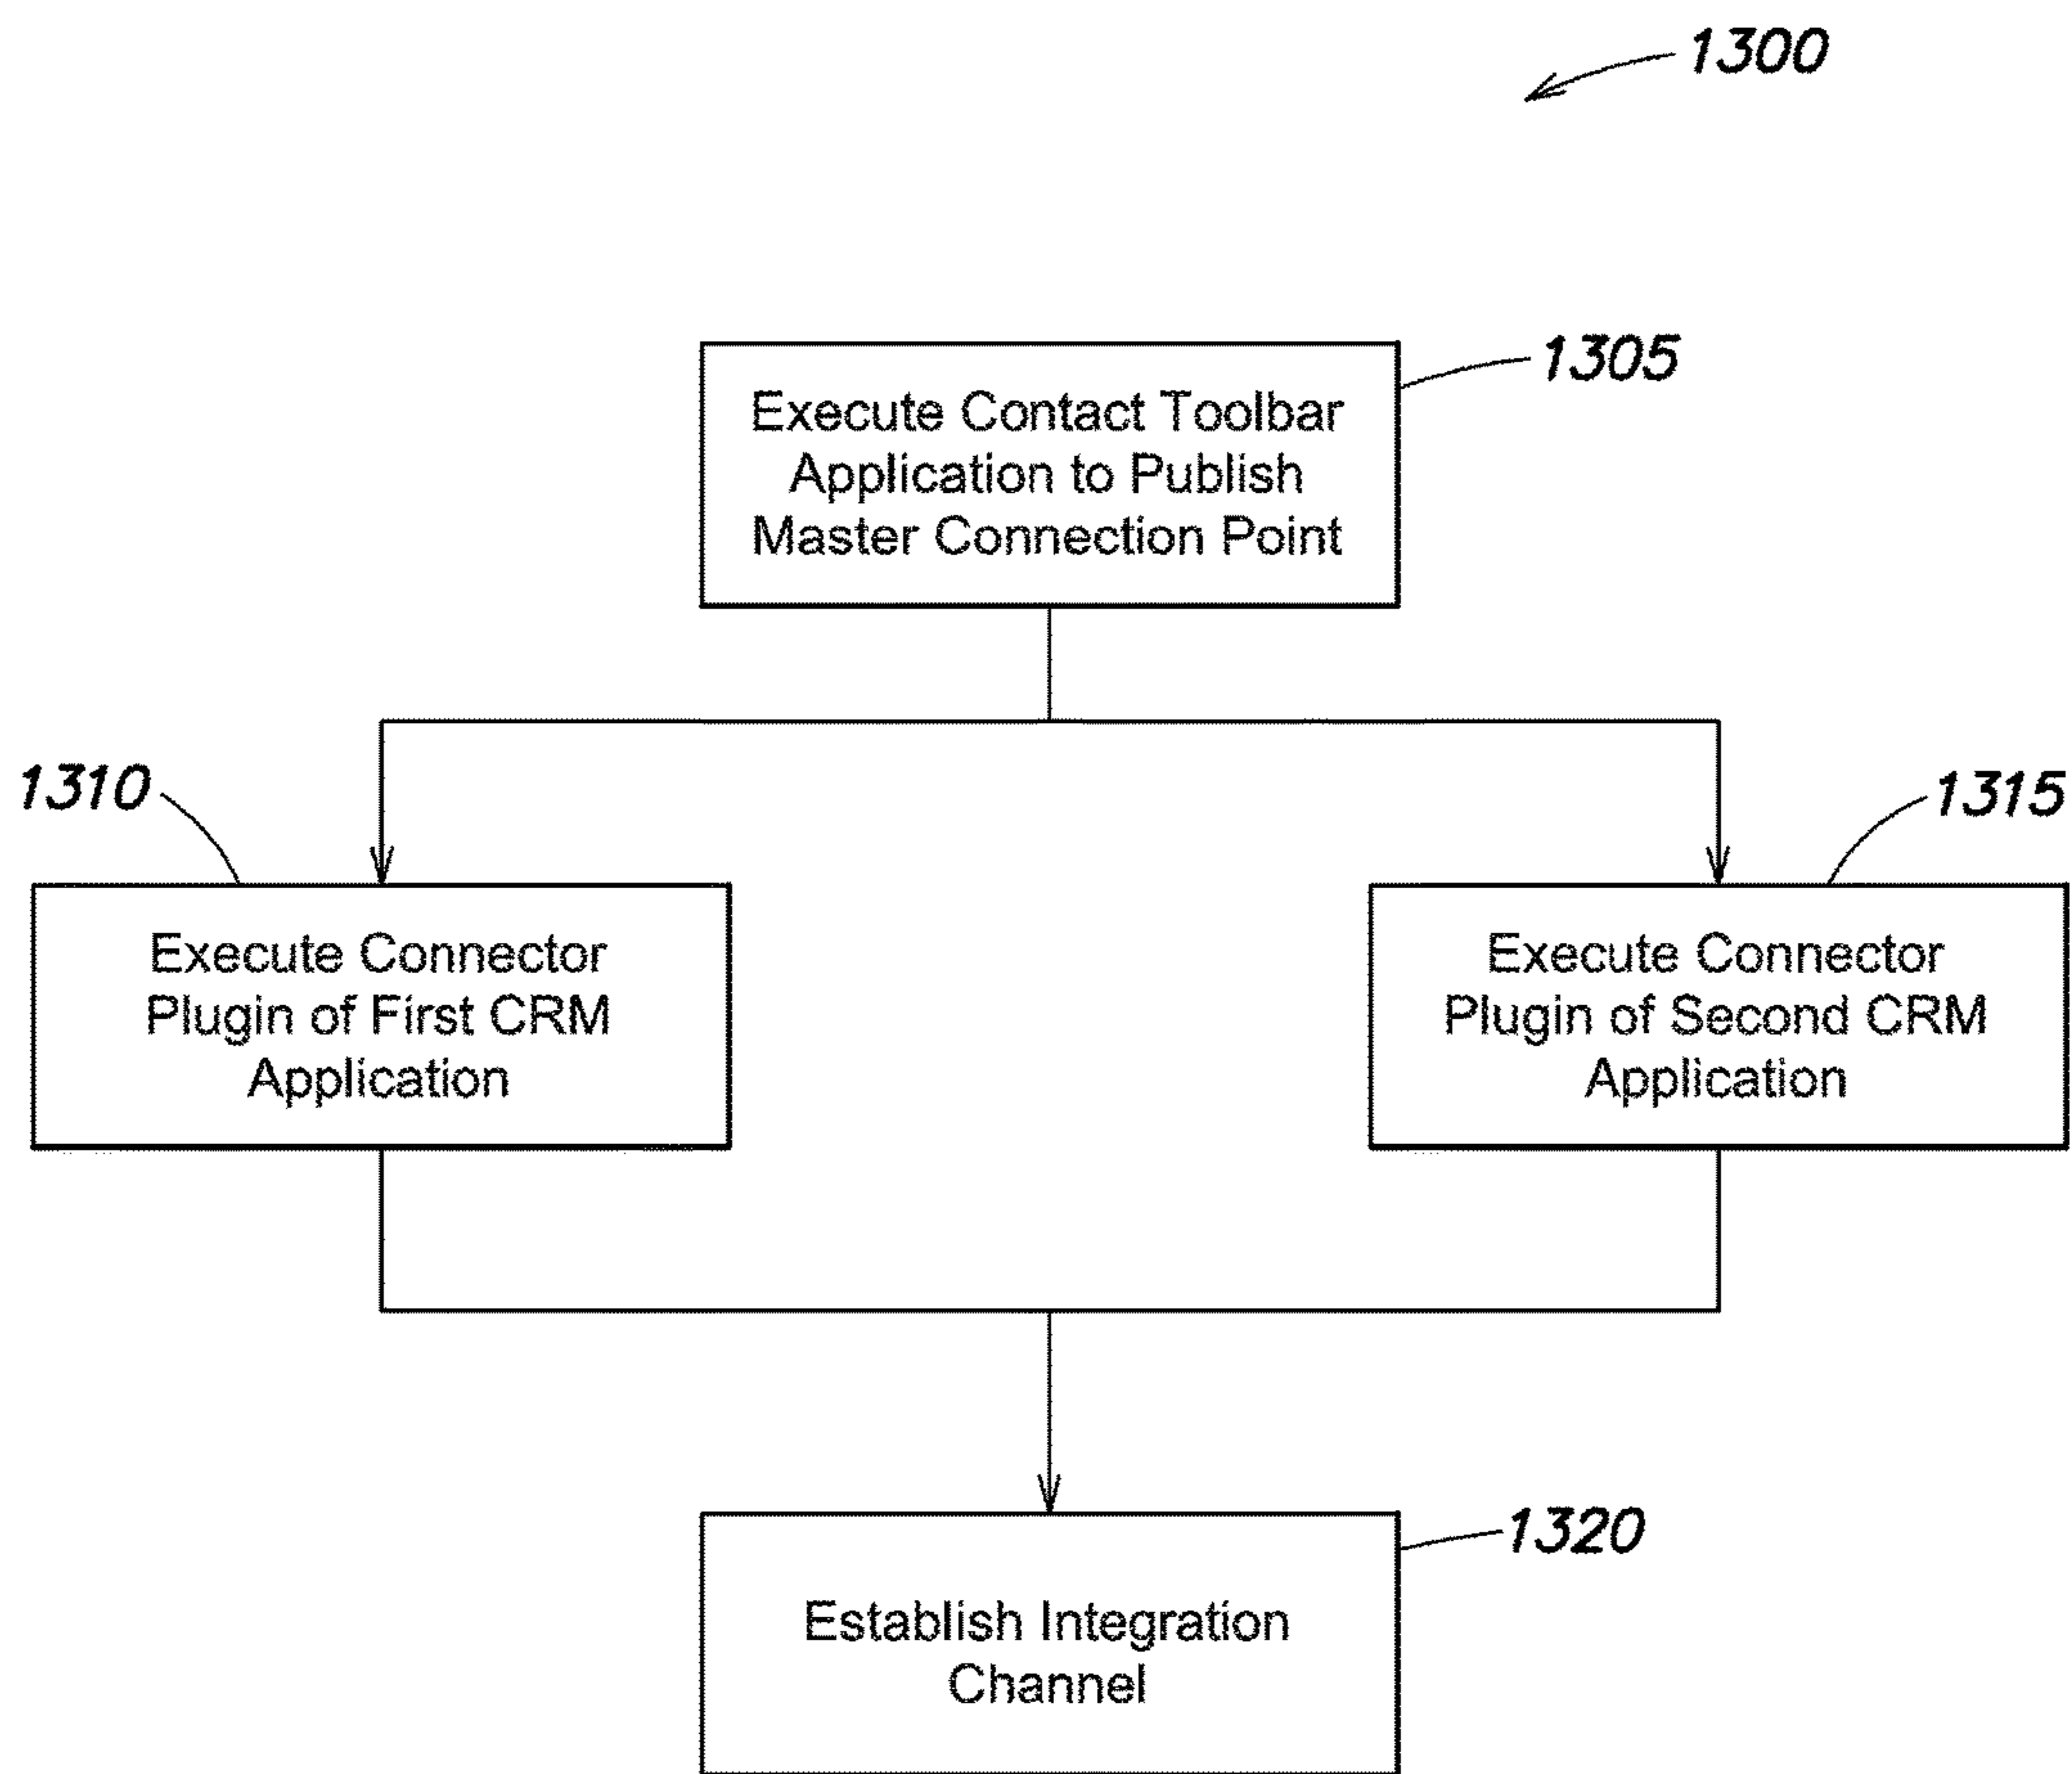 1300
1305
Execute Contact Toolbar
Application to Publish
Master Connection Point
1310
1315
Execute Connector
Plugin of First CRM
Application
Execute Connector
Plugin of Second CRM
Application
1320
Establish Integration
Channel